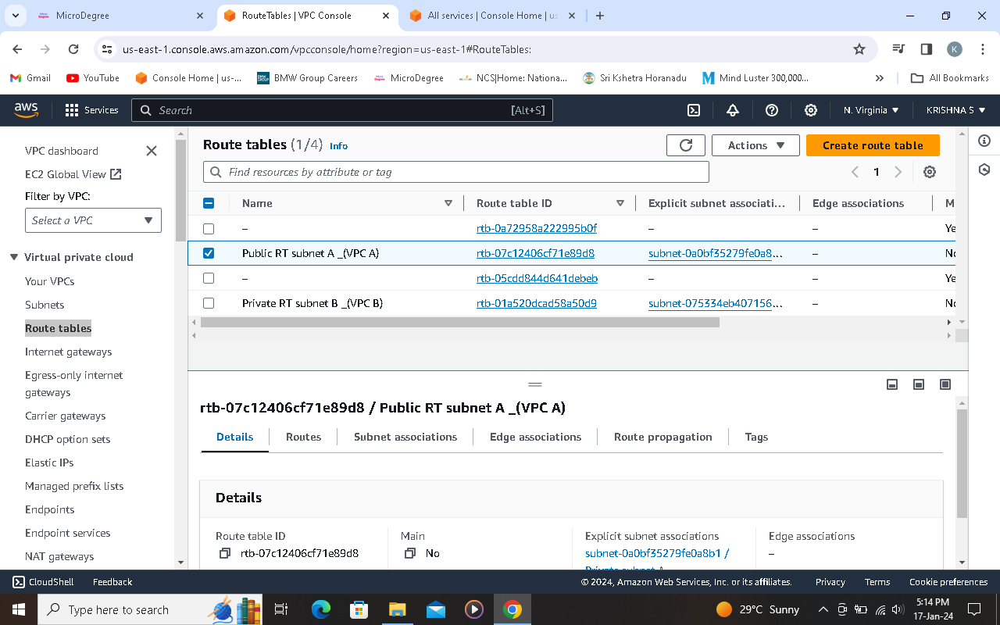 MicroDegree
RouteTables | VPC Console
All services | Console Home | us
us-east-1.console.aws.amazon.com/vpcconsole/home?region=us-east-1#RouteTables:
K
Gmail
YouTube
Console Home | us-...
BMW Group Careers
MicroDegree
NCS|Home: Nationa...
Sri Kshetra Horanadu
Mind Luster 300,000...
All Bookmarks
aws
Services
Search
[Alt+S]
N. Virginia
KRISHNA S
VPC dashboard
EC2 Global View
Filter by VPC:
Select a VPC
Virtual private cloud
Your VPCs
Subnets
Route tables
Internet gateways
Egress-only internet
gateways
Carrier gateways
DHCP option sets
Elastic IPs
Managed prefix lists
Endpoints
Endpoint services
NAT gateways
Route tables (1/4) Info
Actions
Create route table
Find resources by attribute or tag
1
Name Route table ID Explicit subnet associati... Edge associations M
– rtb-0a72958a222995b0f – – Ye
Public RT subnet A _(VPC A) rtb-07c12406cf71e89d8 subnet-0a0bf35279fe0a8... – No
– rtb-05cdd844d641debeb – – Ye
Private RT subnet B _(VPC B) rtb-01a520dcad58a50d9 subnet-075334eb407156... – No
rtb-07c12406cf71e89d8 / Public RT subnet A _(VPC A)
Details Routes Subnet associations Edge associations Route propagation Tags
Details
Route table ID
rtb-07c12406cf71e89d8
Main
No
Explicit subnet associations
subnet-0a0bf35279fe0a8b1 /
Private subnet A
Edge associations
–
CloudShell Feedback
© 2024, Amazon Web Services, Inc. or its affiliates. Privacy Terms Cookie preferences
Type here to search
29°C Sunny
5:14 PM
17-Jan-24